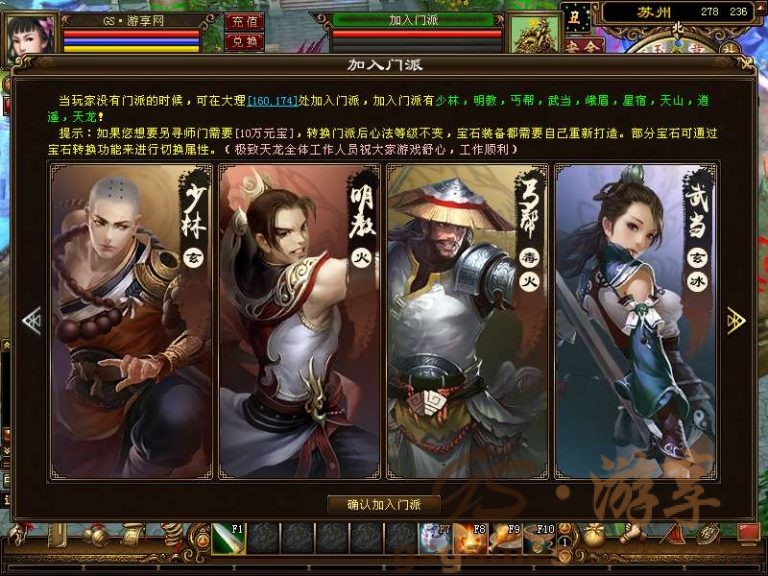 GS·游享网
充值
兑换
加入门派
丑
苏州 278 236
北
安全
加入门派
当玩家没有门派的时候，可在大理[160,174]处加入门派，加入门派有少林，明教，丐帮，武当，峨眉，星宿，天山，逍
遥，天龙！
提示：如果您想要另寻师门需要[10万元宝]，转换门派后心法等级不变，宝石装备都需要自己重新打造。部分宝石可通过
宝石转换功能来进行切换属性。（极致天龙全体工作人员祝大家游戏舒心，工作顺利）
少林
玄
明教
火
丐帮
毒
火
武当
玄
冰
确认加入门派
GS·游享
F1
F7
F8
F9
F10
1